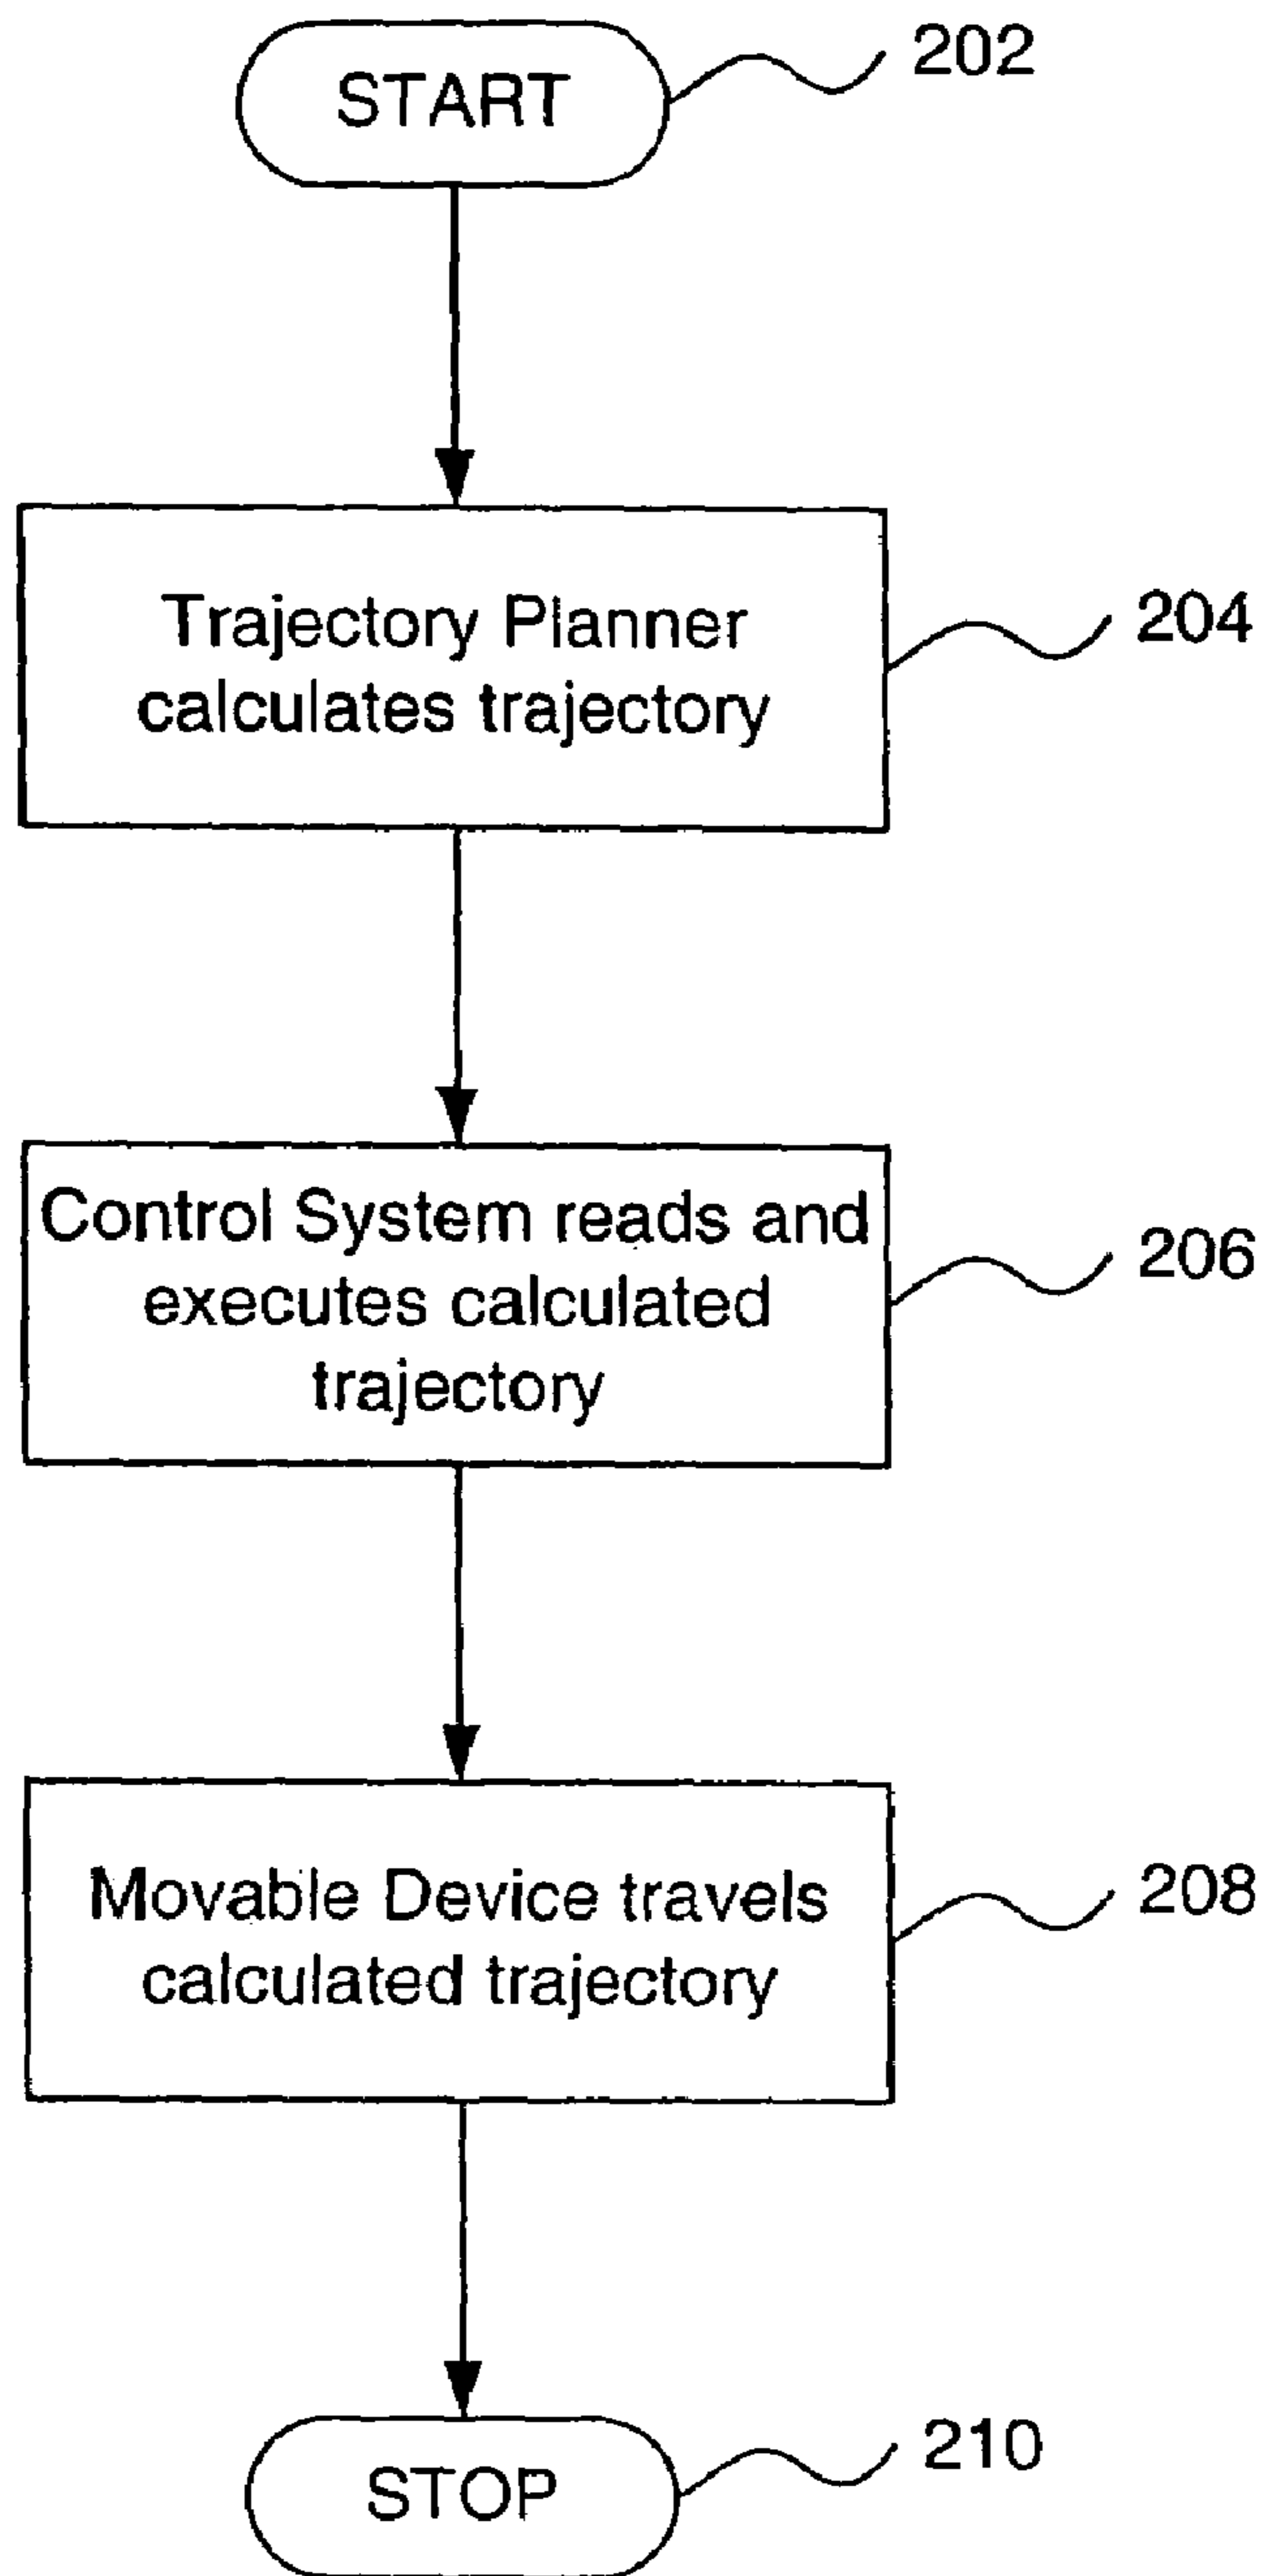 START
202
Trajectory Planner
calculates trajectory
204
Control System reads and
executes calculated
trajectory
206
Movable Device travels
calculated trajectory
208
STOP
210